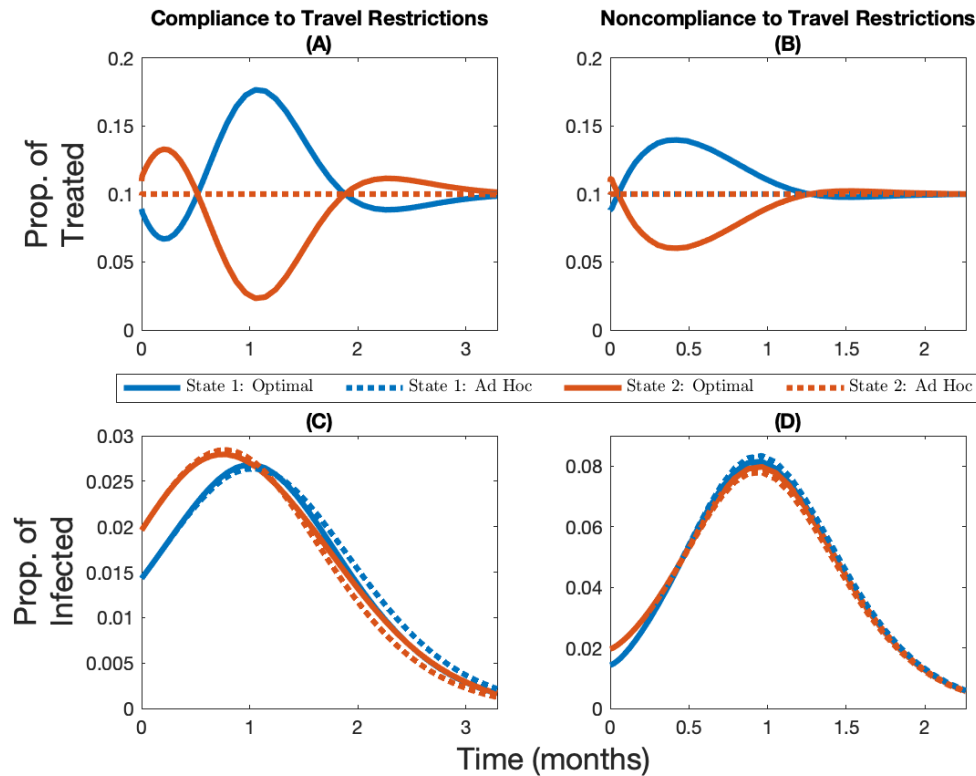 Compliance to Travel Restrictions
Noncompliance to Travel Restrictions
(A)
(B)
0.2
0.15
0.1
0.05
0
0
1
2
3
Prop. of
Treated
0.2
0.15
0.1
0.05
0
0
0.5
1
1.5
2
State 1: Optimal
State 1: Ad Hoc
State 2: Optimal
State 2: Ad Hoc
(C)
(D)
0.03
0.025
0.02
0.015
0.01
0.005
0
0
1
2
3
Prop. of
Infected
0.08
0.06
0.04
0.02
0
0
0.5
1
1.5
2
Time (months)